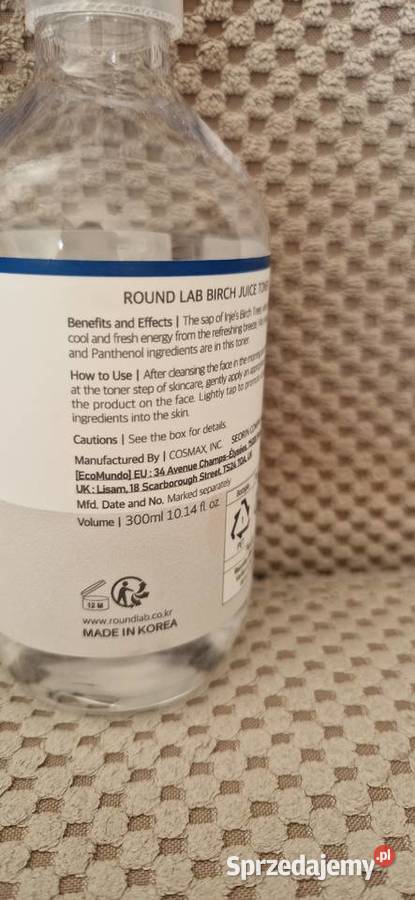 ROUND LAB BIRCH JUICE TONE
Benefits and Effects | The sap of Inje's Birch Trees
cool and fresh energy from the refreshing breeze.
and Panthenol ingredients are in this toner.
How to Use | After cleansing the face in the morning
at the toner step of skincare, gently apply an appropriate
the product on the face. Lightly tap to promote
ingredients into the skin.
Cautions | See the box for details.
Manufactured By | COSMAX, INC.
[EcoMundo] EU : 34 Avenue Champs-Élysées,
UK : Lisam, 18 Scarborough Street, TS24 7DA, UK
Mfd. Date and No. Marked separately
Volume | 300ml 10.14 fl. oz
12 M
www.roundlab.co.kr
MADE IN KOREA
Sprzedajemy.pl